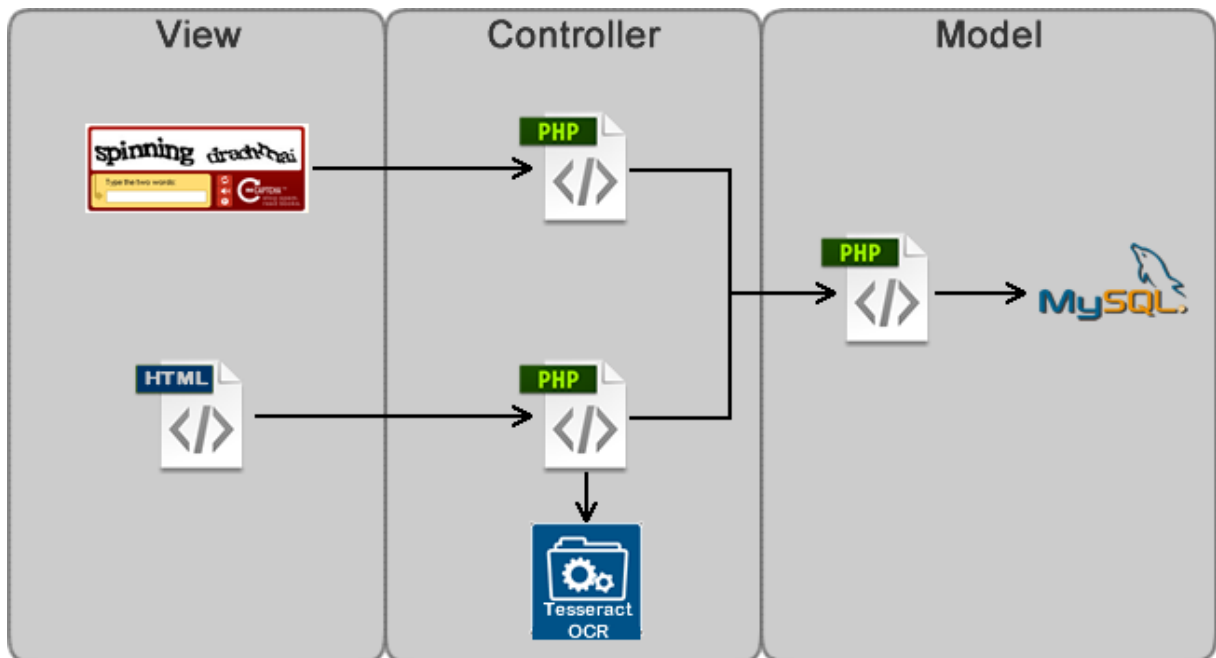 View
Controller
Model
spinning
Type the two words:
PHP
PHP
MySQL.
HTML
PHP
Tesseract
OCR